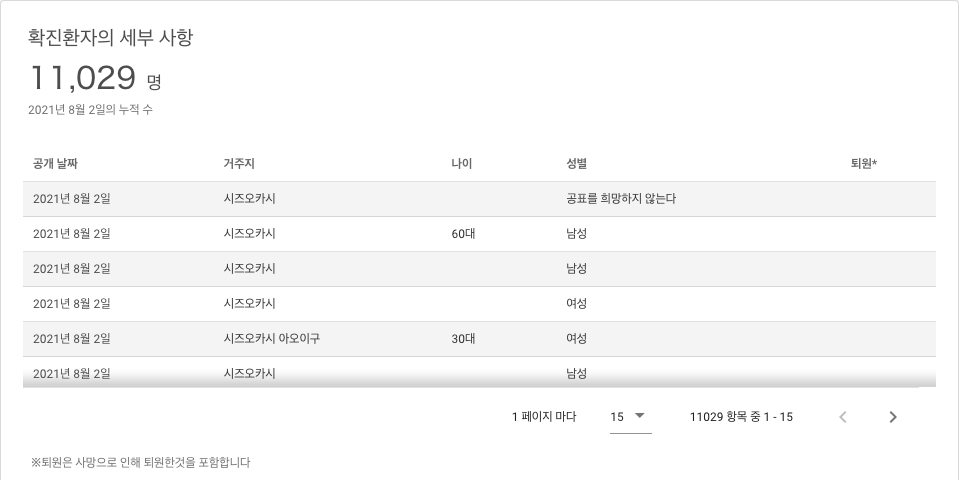 확진환자의 세부 사항
11,029 명
2021년 8월 2일의 누적 수
공개 날짜 거주지 나이 성별 퇴원*
2021년 8월 2일 시즈오카시 공표를 희망하지 않는다
2021년 8월 2일 시즈오카시 60대 남성
2021년 8월 2일 시즈오카시 남성
2021년 8월 2일 시즈오카시 여성
2021년 8월 2일 시즈오카시 아오이구 30대 여성
2021년 8월 2일 시즈오카시 남성
1 페이지 마다 15 11029 항목 중 1 - 15
※퇴원은 사망으로 인해 퇴원한것을 포함합니다